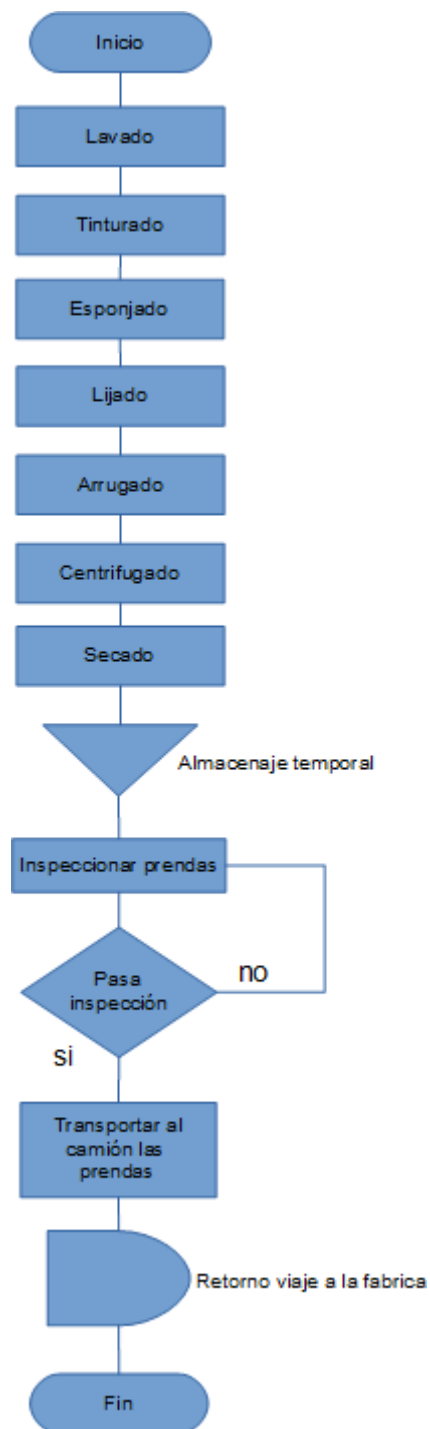 Inicio
Lavado
Tinturado
Esponjado
Lijado
Arrugado
Centrifugado
Secado
Almacenaje temporal
Inspeccionar prendas
Pasa
inspección
no
si
Transportar al
camión las
prendas
Retorno viaje a la fabrica
Fin